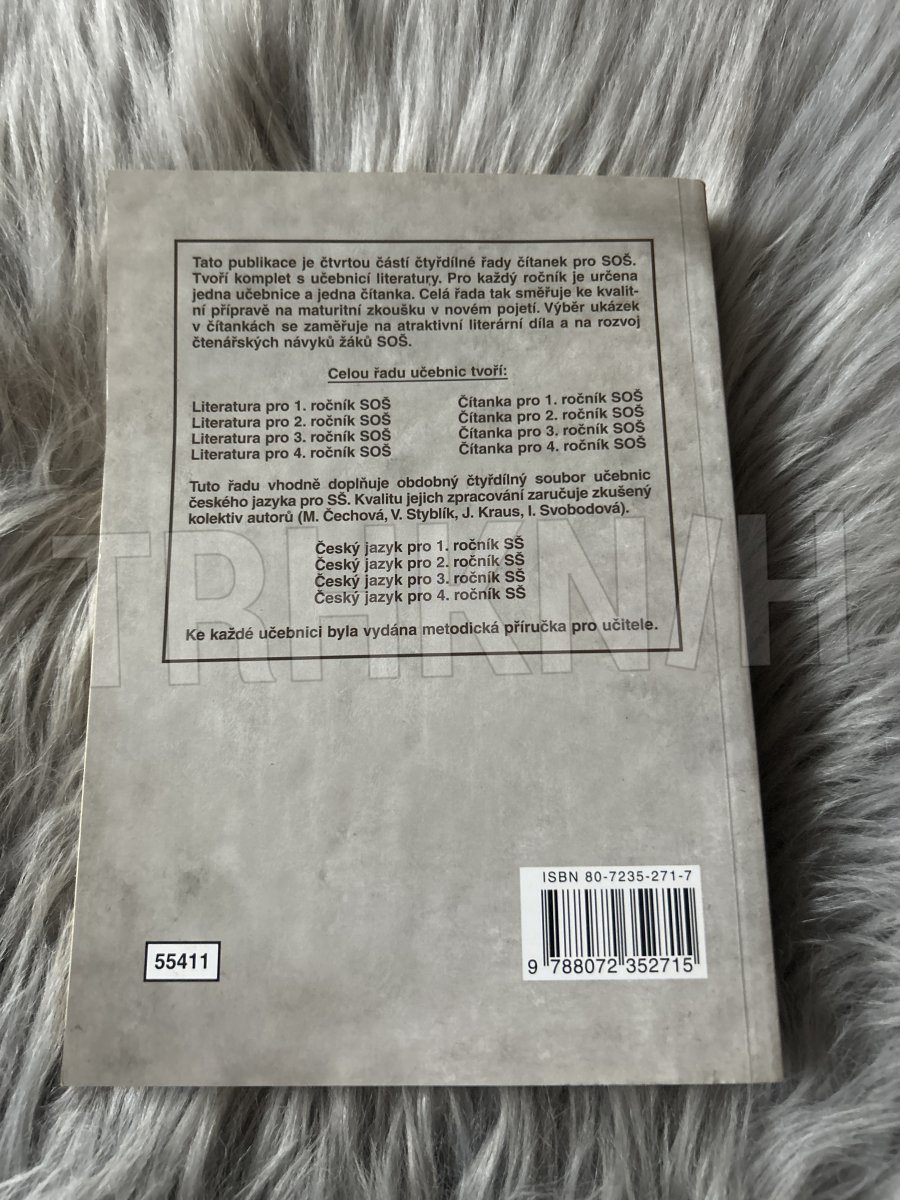 Tato publikace je čtvrtou částí čtyřdílné řady čítanek pro SOŠ.
Tvoří komplet s učebnicí literatury. Pro každý ročník je určena
jedna učebnice a jedna čítanka. Celá řada tak směřuje ke kvalit-
ní přípravě na maturitní zkoušku v novém pojetí. Výběr ukázek
v čítankách se zaměřuje na atraktivní literární díla a na rozvoj
čtenářských návyků žáků SOŠ.
Celou řadu učebnic tvoří:
Literatura pro 1. ročník SOŠ
Literatura pro 2. ročník SOŠ
Literatura pro 3. ročník SOŠ
Literatura pro 4. ročník SOŠ
Čítanka pro 1. ročník SOŠ
Čítanka pro 2. ročník SOŠ
Čítanka pro 3. ročník SOŠ
Čítanka pro 4. ročník SOŠ
Tuto řadu vhodně doplňuje obdobný čtyřdílný soubor učebnic
českého jazyka pro SŠ. Kvalitu jejich zpracování zaručuje zkušený
kolektiv autorů (M. Čechová, V. Styblík, J. Kraus, I. Svobodová).
Český jazyk pro 1. ročník SŠ
Český jazyk pro 2. ročník SŠ
Český jazyk pro 3. ročník SŠ
Český jazyk pro 4. ročník SŠ
Ke každé učebnici byla vydána metodická příručka pro učitele.
TRHKNIH
ISBN 80-7235-271-7
9 788072 352715
55411